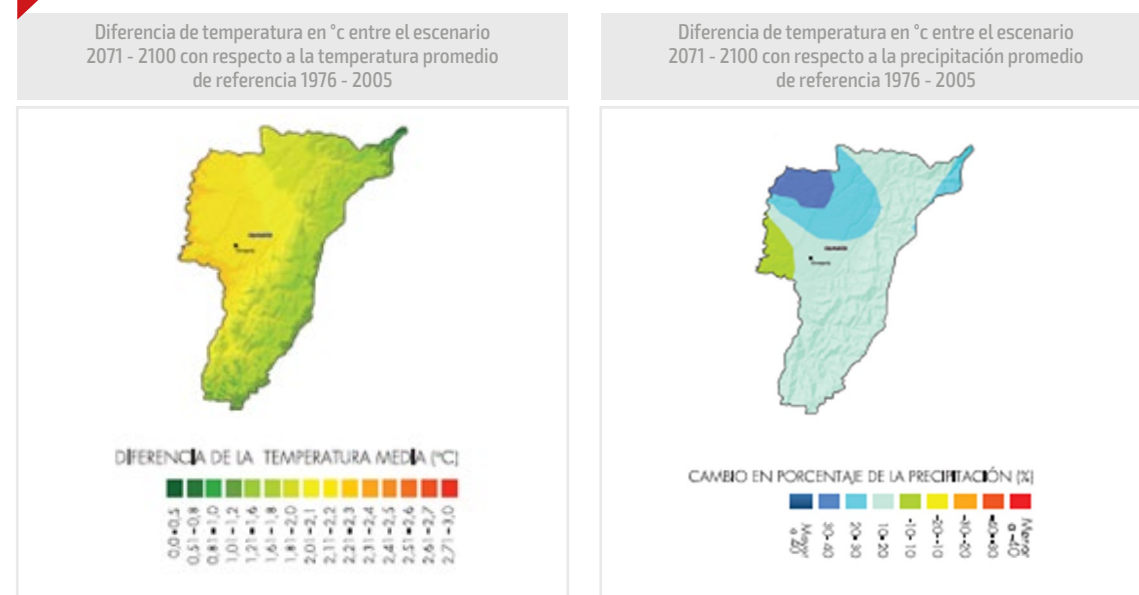 Diferencia de temperatura en °c entre el escenario
2071 - 2100 con respecto a la temperatura promedio
de referencia 1976 - 2005
DIFERENCIA DE LA TEMPERATURA MEDIA (°C)
0,0-0,5
0,51-0,8
0,81-1,0
1,01-1,2
1,21-1,6
1,61-1,8
1,81-2,0
2,01-2,1
2,11-2,2
2,21-2,3
2,31-2,4
2,41-2,5
2,51-2,6
2,61-2,7
2,71-3,0
Diferencia de temperatura en °c entre el escenario
2071 - 2100 con respecto a la precipitación promedio
de referencia 1976 - 2005
CAMBIO EN PORCENTAJE DE LA PRECIPITACIÓN (%)
30-40
20-30
10-20
-10-10